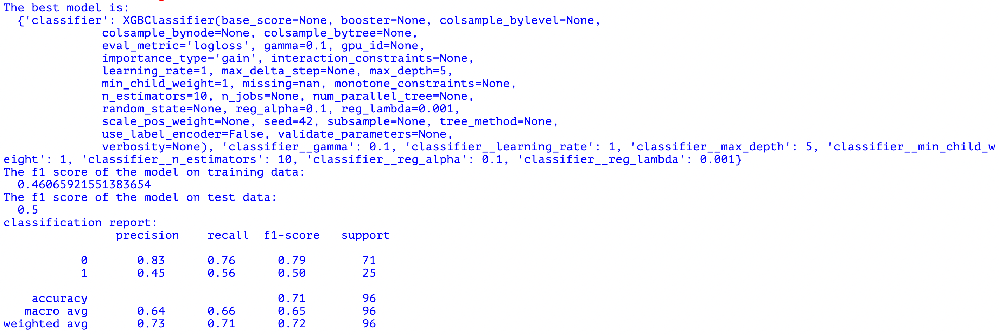 The best model is:
  {'classifier': XGBClassifier(base_score=None, booster=None, colsample_bylevel=None,
              colsample_bynode=None, colsample_bytree=None,
              eval_metric='logloss', gamma=0.1, gpu_id=None,
              importance_type='gain', interaction_constraints=None,
              learning_rate=1, max_delta_step=None, max_depth=5,
              min_child_weight=1, missing=nan, monotone_constraints=None,
              n_estimators=10, n_jobs=None, num_parallel_tree=None,
              random_state=None, reg_alpha=0.1, reg_lambda=0.001,
              scale_pos_weight=None, seed=42, subsample=None, tree_method=None,
              use_label_encoder=False, validate_parameters=None,
              verbosity=None), 'classifier__gamma': 0.1, 'classifier__learning_rate': 1, 'classifier__max_depth': 5, 'classifier__min_child_w
eight': 1, 'classifier__n_estimators': 10, 'classifier__reg_alpha': 0.1, 'classifier__reg_lambda': 0.001}
The f1 score of the model on training data:
  0.46065921551383654
The f1 score of the model on test data:
  0.5
classification report:
                precision    recall  f1-score   support

           0       0.83      0.76      0.79        71
           1       0.45      0.56      0.50        25

    accuracy                           0.71        96
   macro avg       0.64      0.66      0.65        96
weighted avg       0.73      0.71      0.72        96